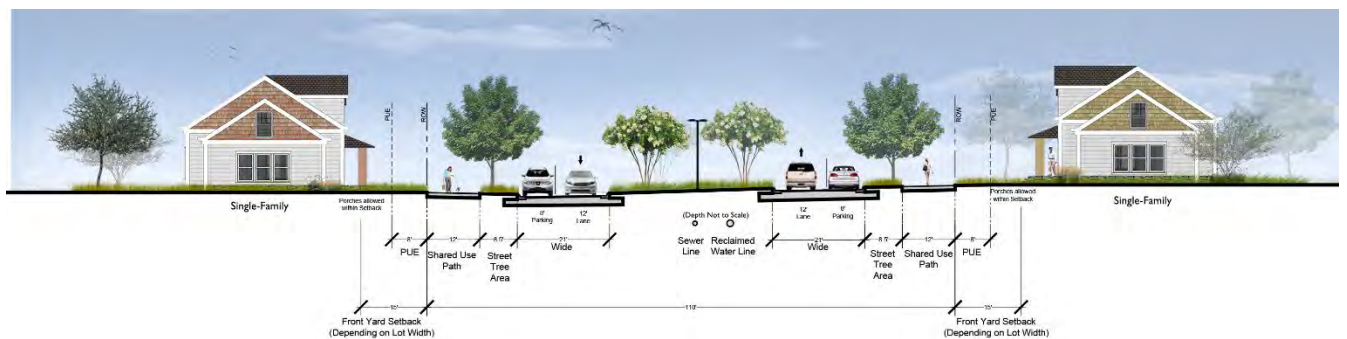 PUE
ROW
ROW
PUE
Single-Family
Porches allowed
within Setback
8'
Parking
12'
Lane
(Depth Not to Scale)
12'
Lane
8'
Parking
Porches allowed
within Setback
Single-Family
8'
PUE
12'
Shared Use
Path
8.5'
Street
Tree
Area
21'
Wide
Sewer
Line
Reclaimed
Water Line
21'
Wide
8.5'
Street
Tree
Area
12'
Shared Use
Path
8'
PUE
15'
Front Yard Setback
(Depending on Lot Width)
110'
15'
Front Yard Setback
(Depending on Lot Width)